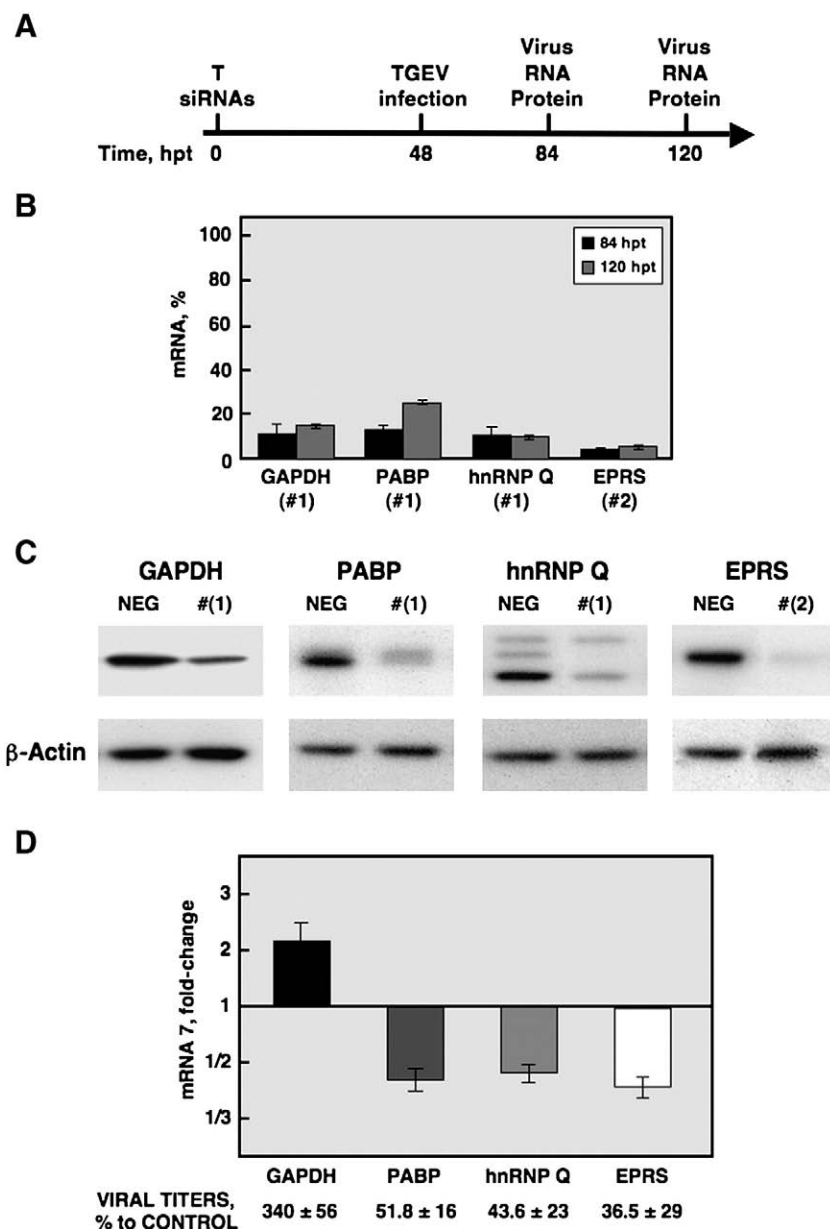 A
T
siRNAs
TGEV
infection
Virus
RNA
Protein
Virus
RNA
Protein
Time, hpt 0 48 84 120
B
mRNA, %
100
80
60
40
20
0
84 hpt
120 hpt
GAPDH
(#1)
PABP
(#1)
hnRNP Q
(#1)
EPRS
(#2)
C
GAPDH PABP hnRNP Q EPRS
NEG #(1) NEG #(1) NEG #(1) NEG #(2)
β-Actin
D
mRNA 7, fold-change
3
2
1
1/2
1/3
GAPDH PABP hnRNP Q EPRS
VIRAL TITERS,
% to CONTROL
340 ± 56 51.8 ± 16 43.6 ± 23 36.5 ± 29